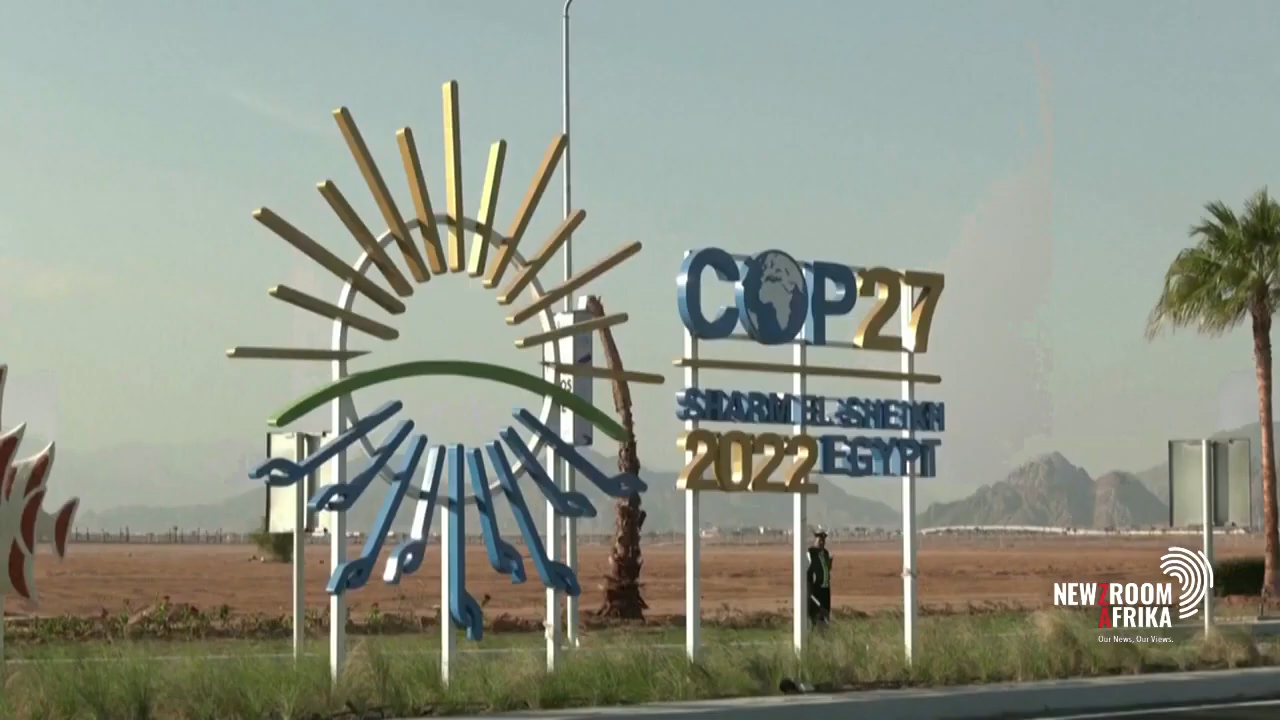 COP27
SHARM EL-SHEIKH
2022 EGYPT
NEWZROOM
AFRIKA
Our News, Our Views.